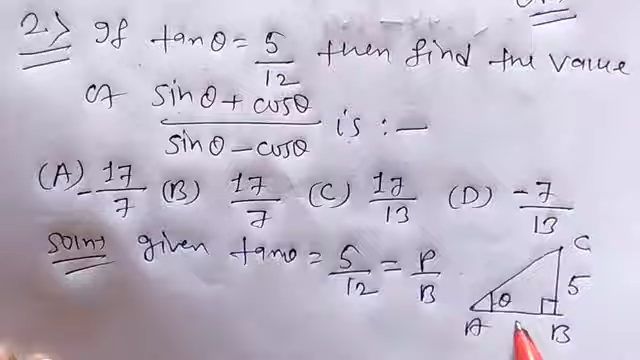 2> If tanθ = 5/12 then find the value
of (sinθ + cosθ)/(sinθ - cosθ) is :-
(A) -17/7 (B) 17/7 (C) 17/13 (D) -7/13
Soln> given tanθ = 5/12 = P/B
C
θ 5
A B